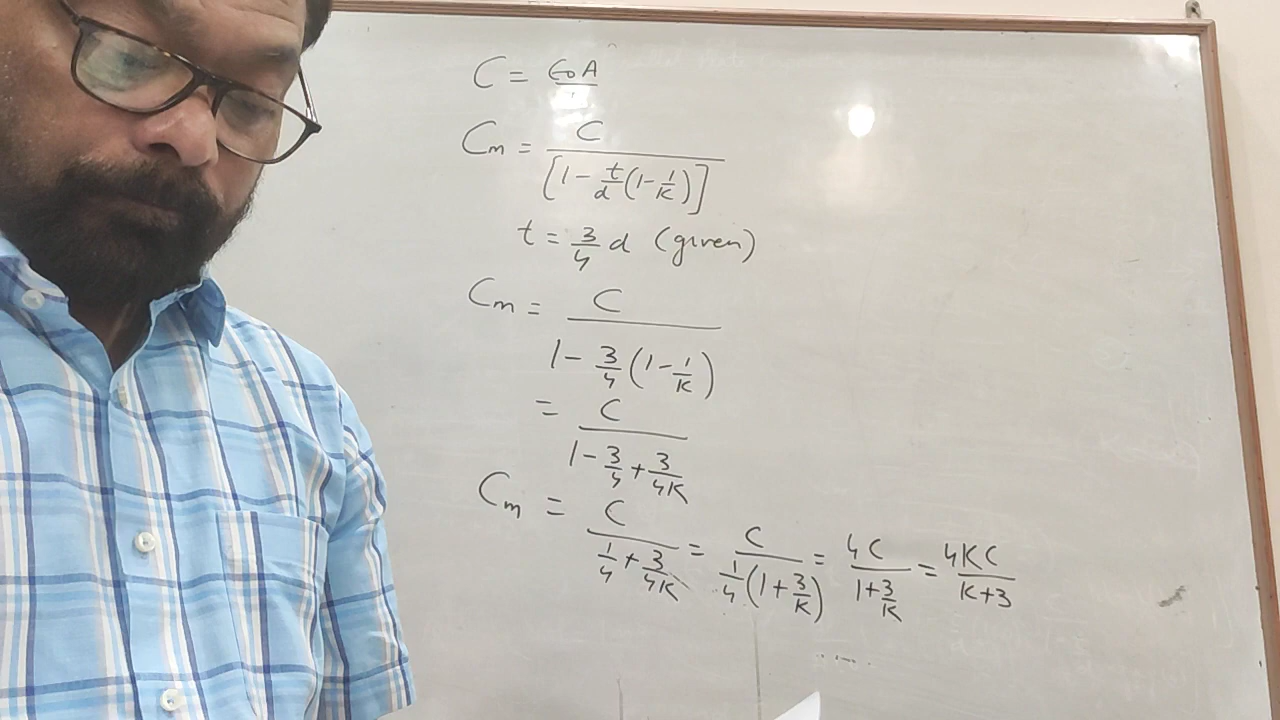 C = ϵ₀A/
Cm = C/[1 - t/d(1 - 1/K)]
t = 3/4 d (given)
Cm = C/1 - 3/4(1 - 1/K)
= C/1 - 3/4 + 3/4K
Cm = C/1/4 + 3/4K = C/1/4(1 + 3/K) = 4C/1 + 3/K = 4KC/K+3